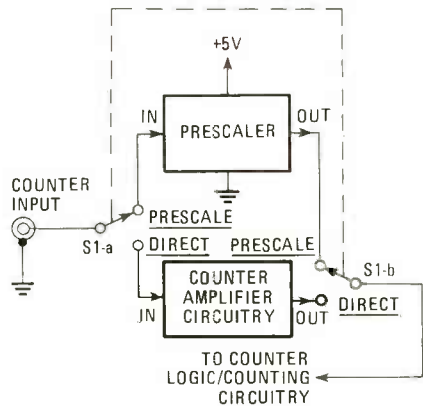 +5V
IN
OUT
PRESCALER
COUNTER
INPUT
S1-a
PRESCALE
DIRECT
PRESCALE
S1-b
COUNTER
AMPLIFIER
CIRCUITRY
IN
OUT
DIRECT
TO COUNTER
LOGIC/COUNTING
CIRCUITRY